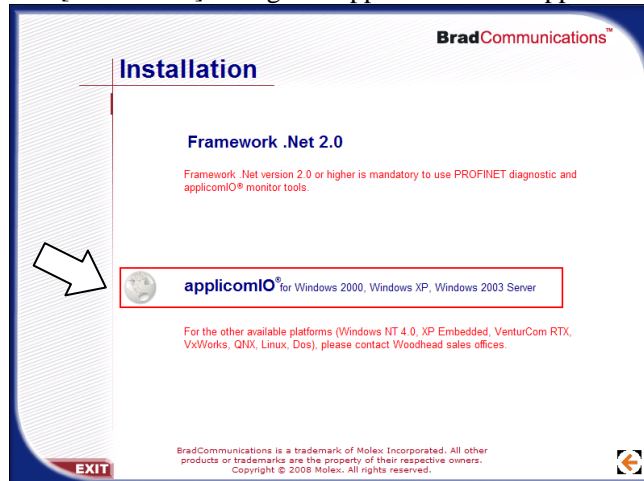 BradCommunications™
Installation
Framework .Net 2.0
Framework .Net version 2.0 or higher is mandatory to use PROFINET diagnostic and
applicomIO® monitor tools.
applicomIO® for Windows 2000, Windows XP, Windows 2003 Server
For the other available platforms (Windows NT 4.0, XP Embedded, VenturCom RTX,
VxWorks, QNX, Linux, Dos), please contact Woodhead sales offices.
BradCommunications is a trademark of Molex Incorporated. All other
products or trademarks are the property of their respective owners.
Copyright © 2008 Molex. All rights reserved.
EXIT